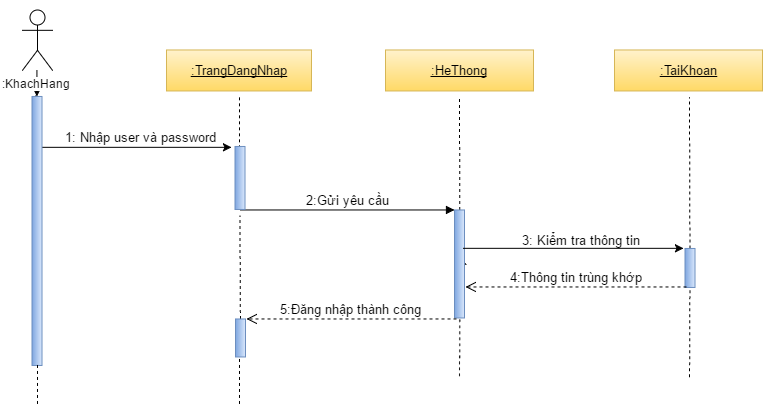 :TrangDangNhap
:HeThong
:TaiKhoan
:KhachHang
1: Nhập user và password
2:Gửi yêu cầu
3: Kiểm tra thông tin
4:Thông tin trùng khớp
5:Đăng nhập thành công